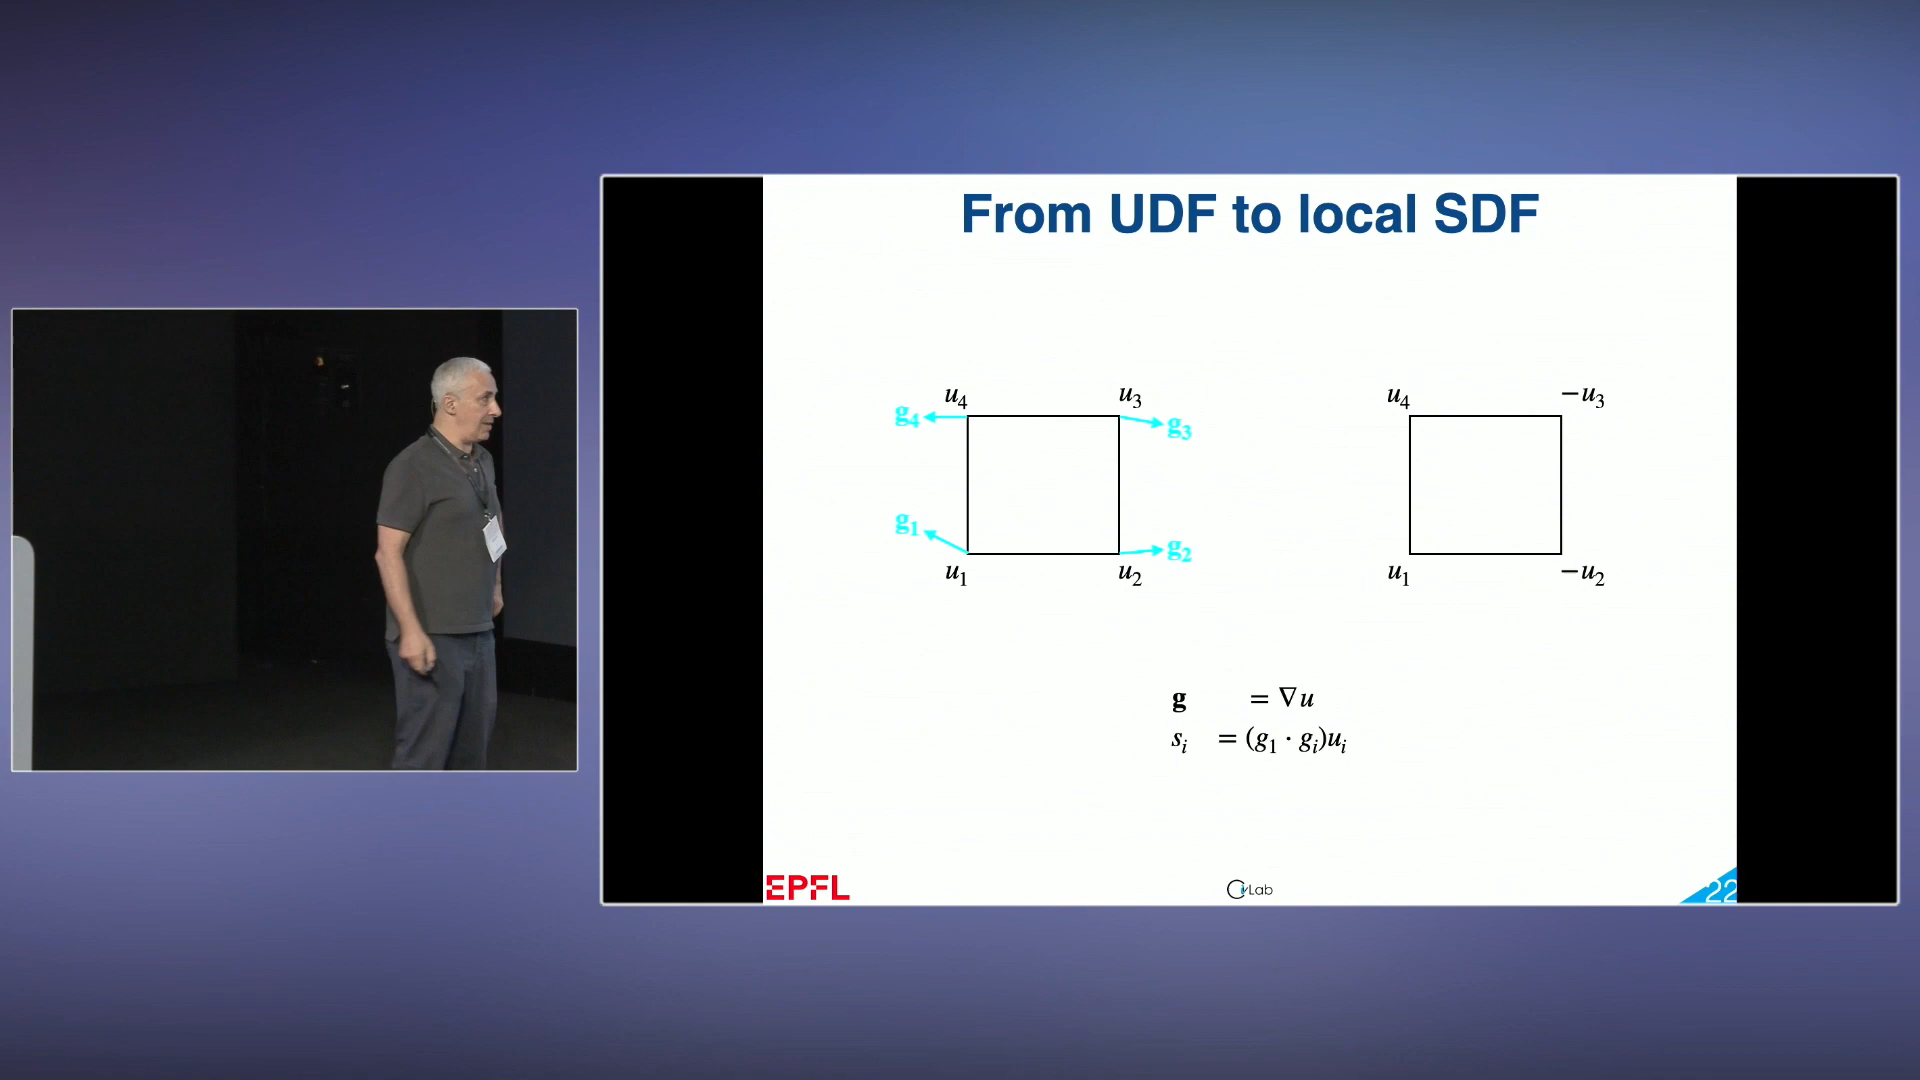 From UDF to local SDF
u₄ u₃ u₄ −u₃
g₄ g₃
g₁ g₂
u₁ u₂ u₁ −u₂
g = ∇u
sᵢ = (g₁ · gᵢ)uᵢ
EPFL CVLab 22